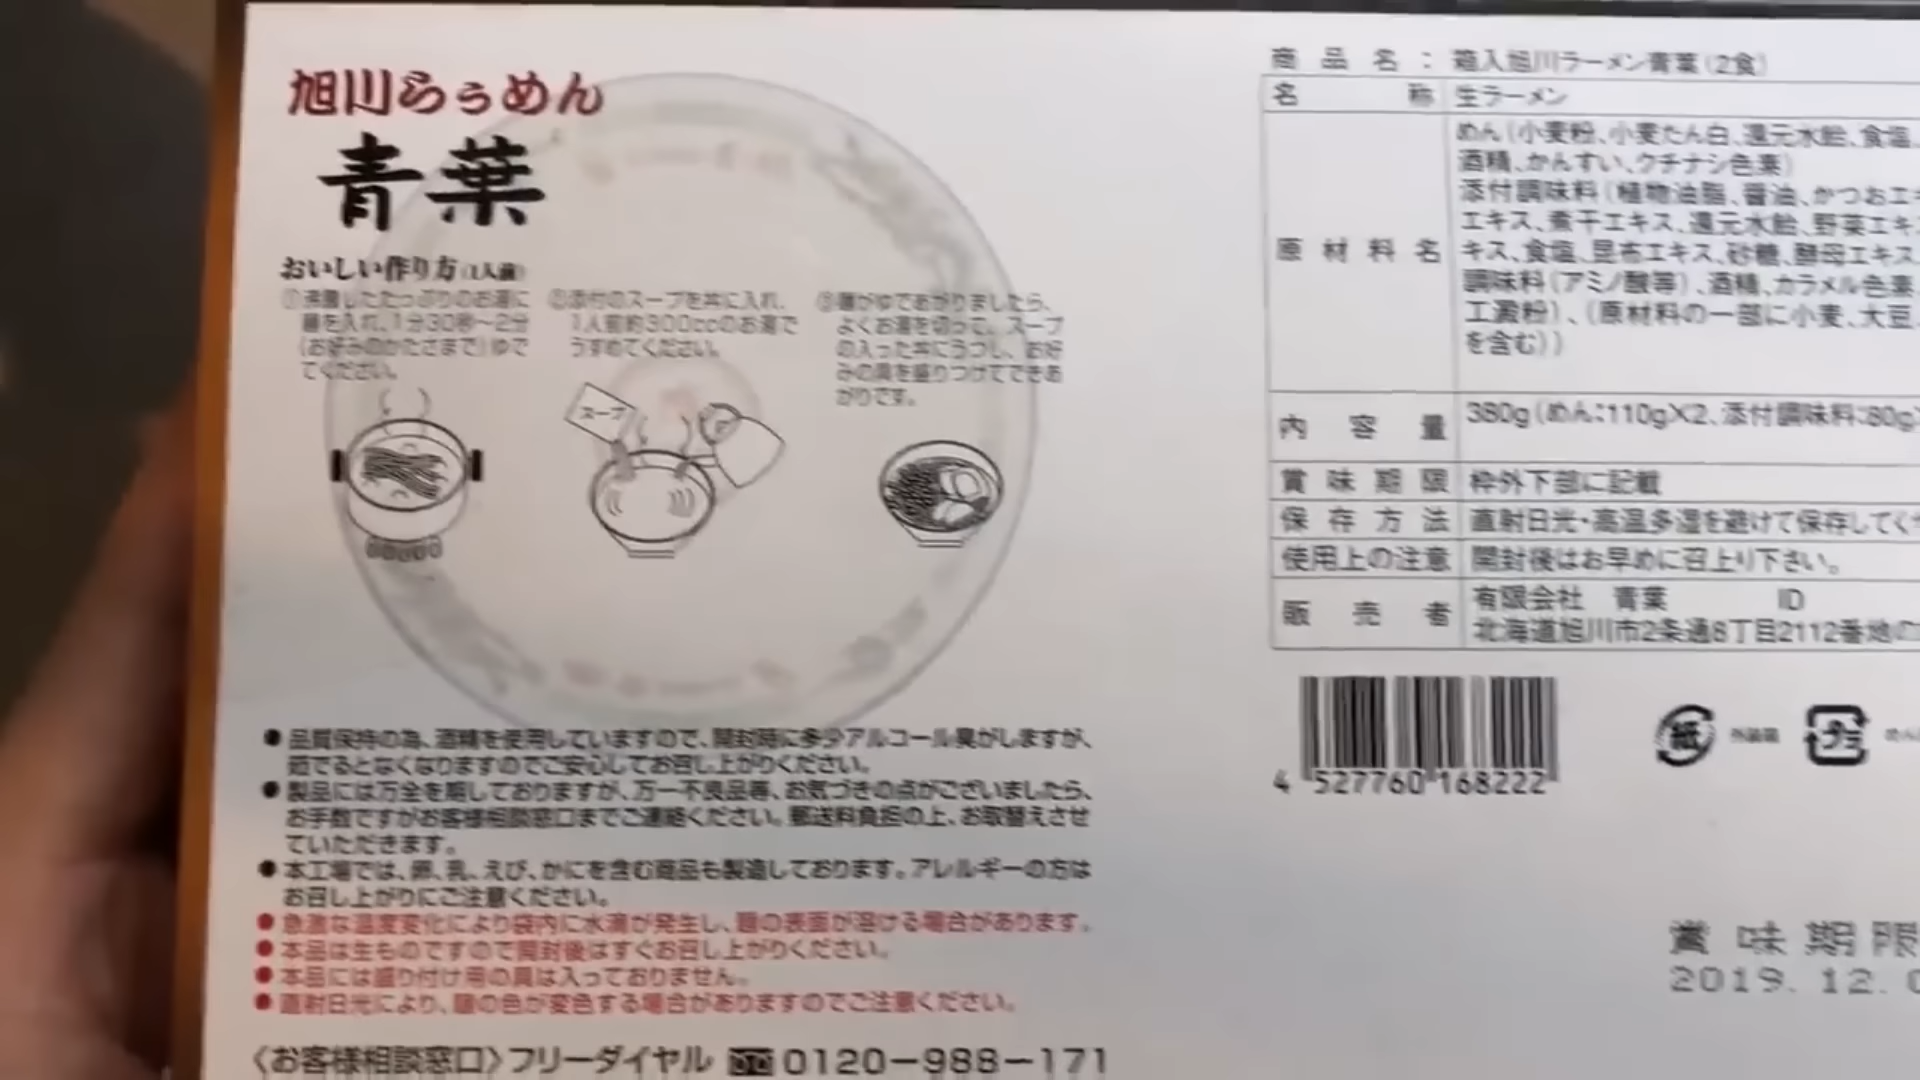 旭川らぅめん
青葉
おいしい作り方(1人前)
①沸騰したたっぷりのお湯に
麺を入れ、1分30秒〜2分
(お好みのかたさまで)ゆで
てください。
②添付のスープを丼に入れ、
1人前約300ccのお湯で
うすめてください。
③麺がゆであがりましたら、
よくお湯を切って、スープ
の入った丼にうつし、お好
みの具を盛りつけてできあ
がりです。
スープ
●品質保持の為、酒精を使用していますので、開封時に多少アルコール臭がしますが、
茹でるとなくなりますのでご安心してお召し上がりください。
●製品には万全を期しておりますが、万一不良品等、お気づきの点がございましたら、
お手数ですがお客様相談窓口までご連絡ください。郵送料負担の上、お取替えさせ
ていただきます。
●本工場では、卵、乳、えび、かにを含む商品も製造しております。アレルギーの方は
お召し上がりにご注意ください。
●急激な温度変化により袋内に水滴が発生し、麺の表面が溶ける場合があります。
●本品は生ものですので開封後はすぐお召し上がりください。
●本品には盛り付け用の具は入っておりません。
●直射日光により、麺の色が変色する場合がありますのでご注意ください。
〈お客様相談窓口〉フリーダイヤル 0120-988-171
商品名：箱入旭川ラーメン青葉(2食)
名称 生ラーメン
原材料名
めん(小麦粉、小麦たん白、還元水飴、食塩、
酒精、かんすい、クチナシ色素)
添付調味料(植物油脂、醤油、かつおエキ
エキス、煮干エキス、還元水飴、野菜エキ
キス、食塩、昆布エキス、砂糖、酵母エキス
調味料(アミノ酸等)、酒精、カラメル色素
工澱粉)、(原材料の一部に小麦、大豆、
を含む))
内容量 380g(めん:110g×2、添付調味料:80g
賞味期限 枠外下部に記載
保存方法 直射日光・高温多湿を避けて保存してく
使用上の注意 開封後はお早めに召上り下さい。
販売者 有限会社 青葉 ID
北海道旭川市2条通8丁目2112番地の
4 527760 168222
紙 外装箱 プラ めん
賞味期限
2019.12.0